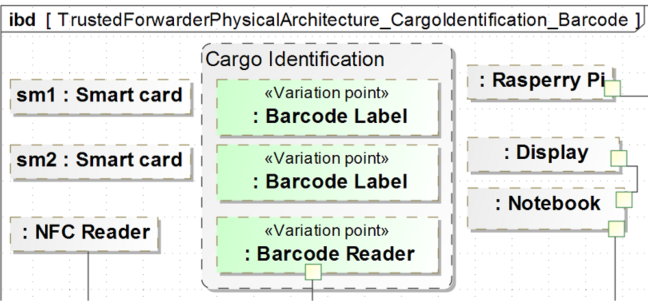 ibd [ TrustedForwarderPhysicalArchitecture_CargoIdentification_Barcode ]
Cargo Identification
sm1 : Smart card
«Variation point»
: Barcode Label
: Rasperry Pi
sm2 : Smart card
«Variation point»
: Barcode Label
: Display
: NFC Reader
«Variation point»
: Barcode Reader
: Notebook